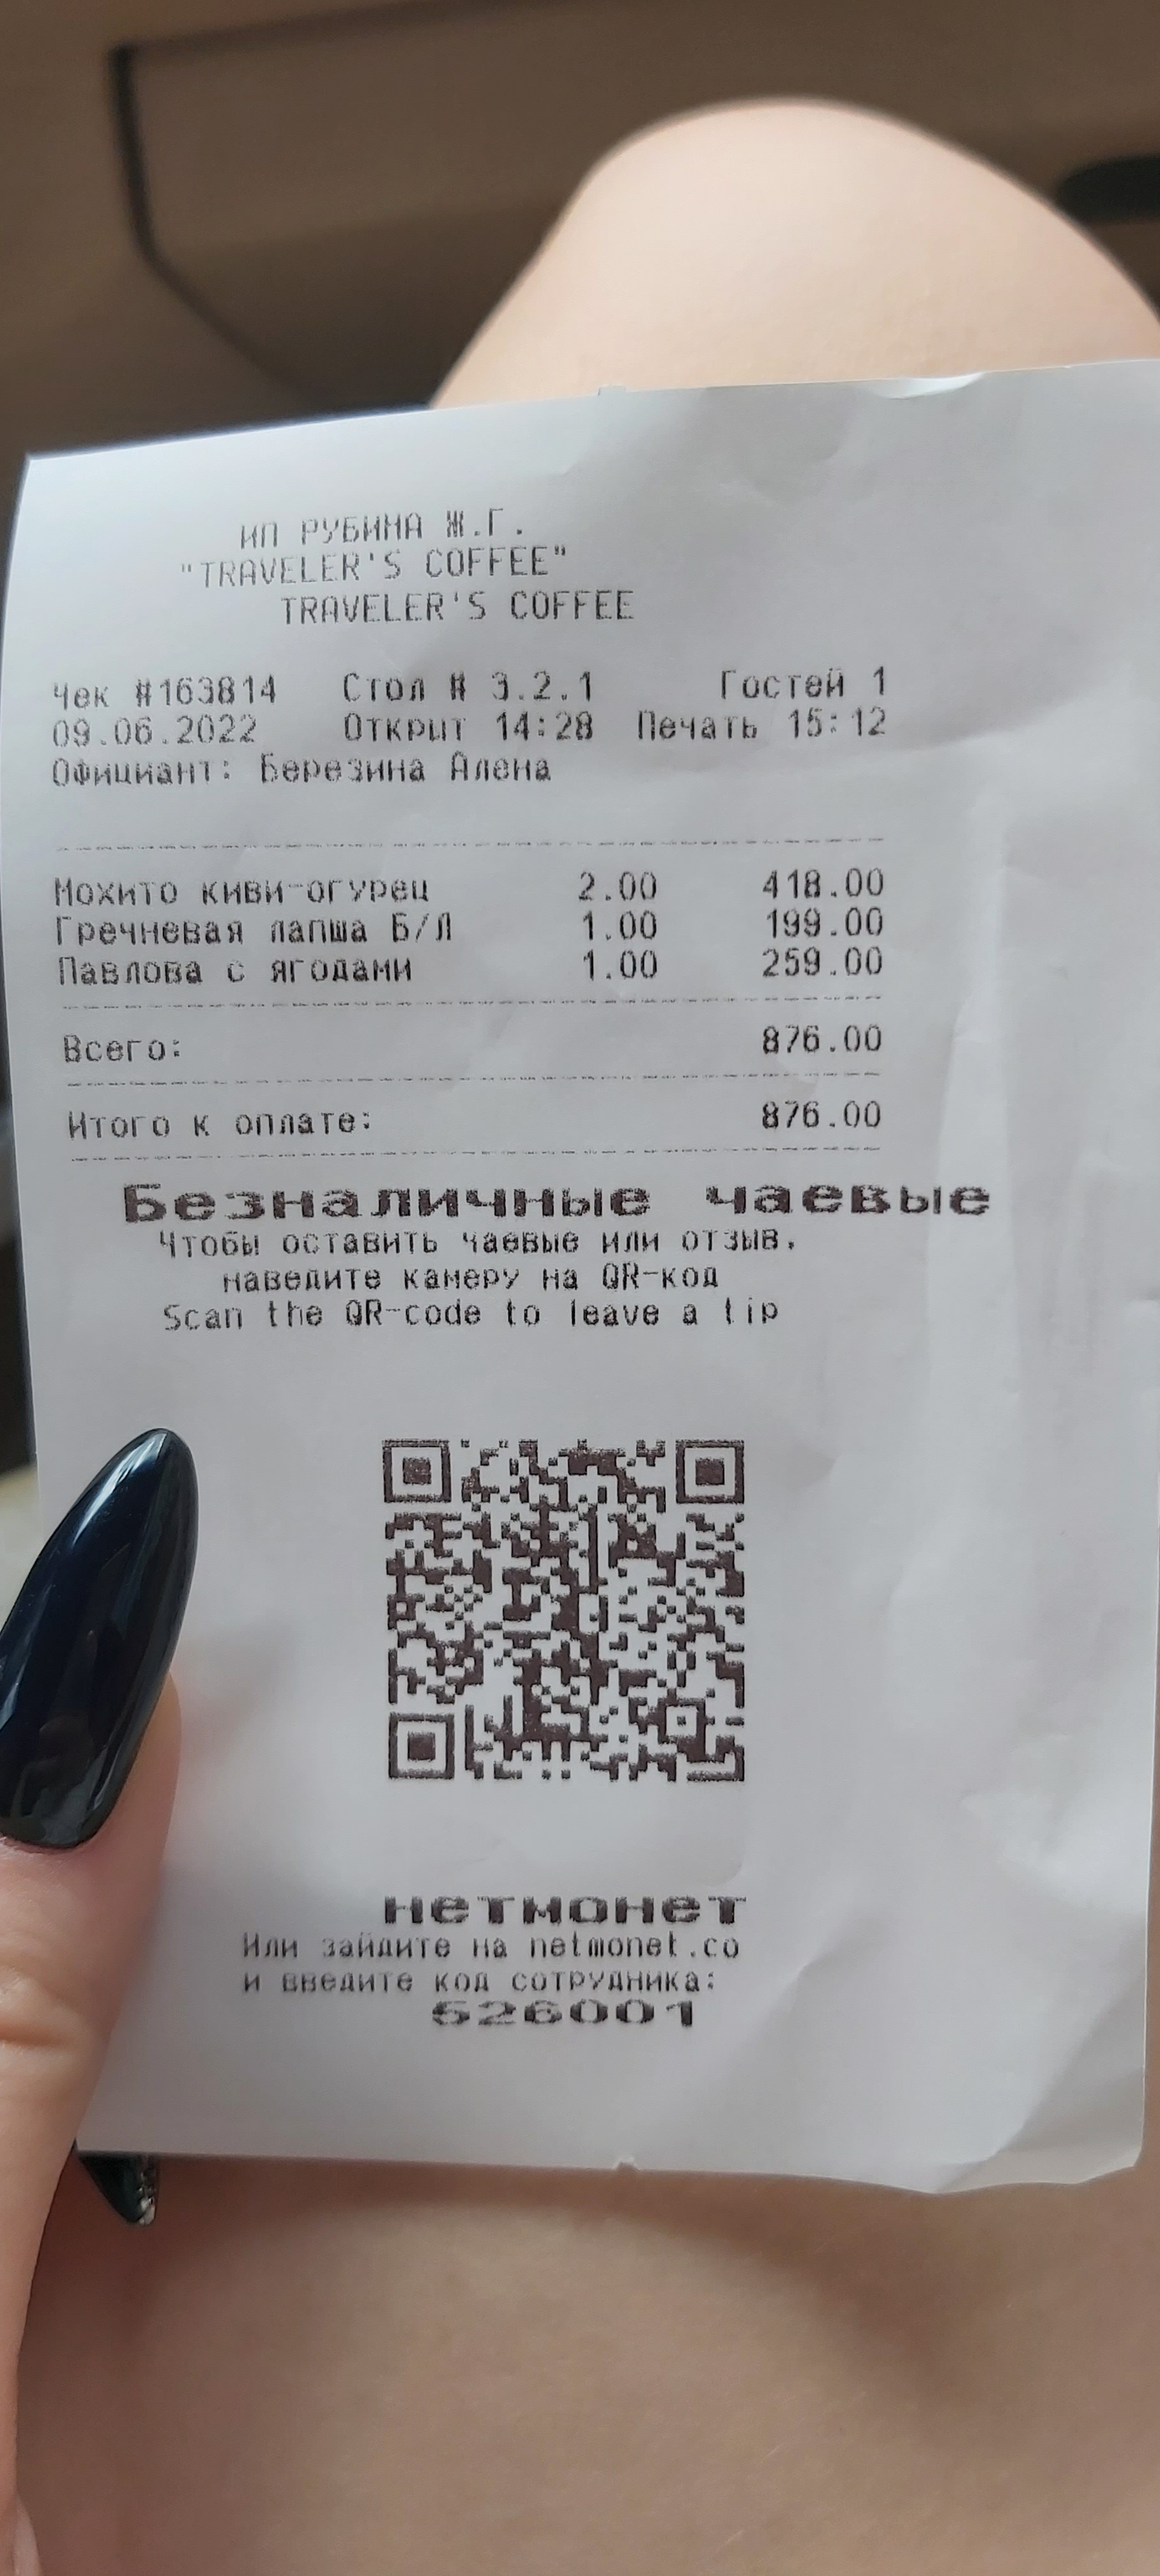 ИП РУБИНА Ж.Г.
"TRAVELER'S COFFEE"
TRAVELER'S COFFEE
Чек #163814 Стол # 3.2.1 Гостей 1
09.06.2022 Открыт 14:28 Печать 15:12
Официант: Березина Алена
Мохито киви-огурец 2.00 418.00
Гречневая лапша Б/Л 1.00 199.00
Павлова с ягодами 1.00 259.00
Всего: 876.00
Итого к оплате: 876.00
Безналичные чаевые
Чтобы оставить чаевые или отзыв,
наведите камеру на QR-код
Scan the QR-code to leave a tip
нетмонет
Или зайдите на netmonet.co
и введите код сотрудника:
526001